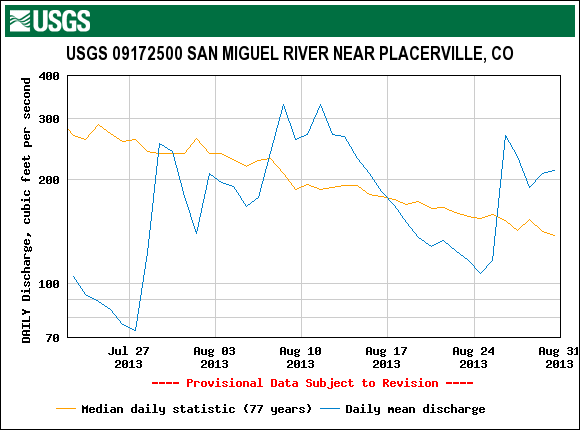 USGS
USGS 09172500 SAN MIGUEL RIVER NEAR PLACERVILLE, CO
DAILY Discharge, cubic feet per second
400
300
200
100
70
Jul 27 Aug 03 Aug 10 Aug 17 Aug 24 Aug 31
2013 2013 2013 2013 2013 2013
---- Provisional Data Subject to Revision ----
Median daily statistic (77 years) Daily mean discharge